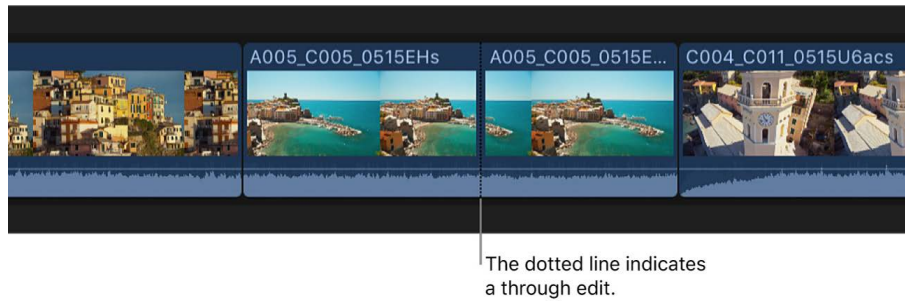 A005_C005_0515EHs
A005_C005_0515E...
C004_C011_0515U6acs
The dotted line indicates
a through edit.